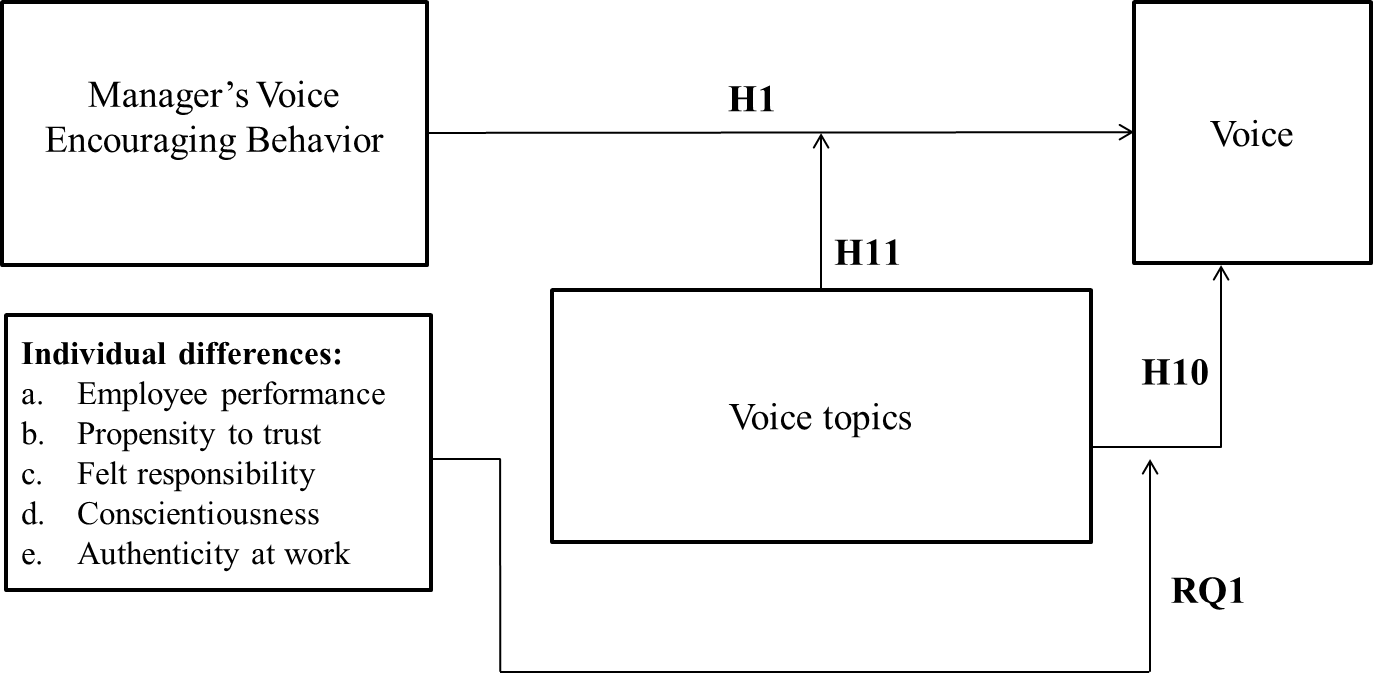 Manager’s Voice
Encouraging Behavior
H1
Voice
H11
Individual differences:
a. Employee performance
b. Propensity to trust
c. Felt responsibility
d. Conscientiousness
e. Authenticity at work
Voice topics
H10
RQ1